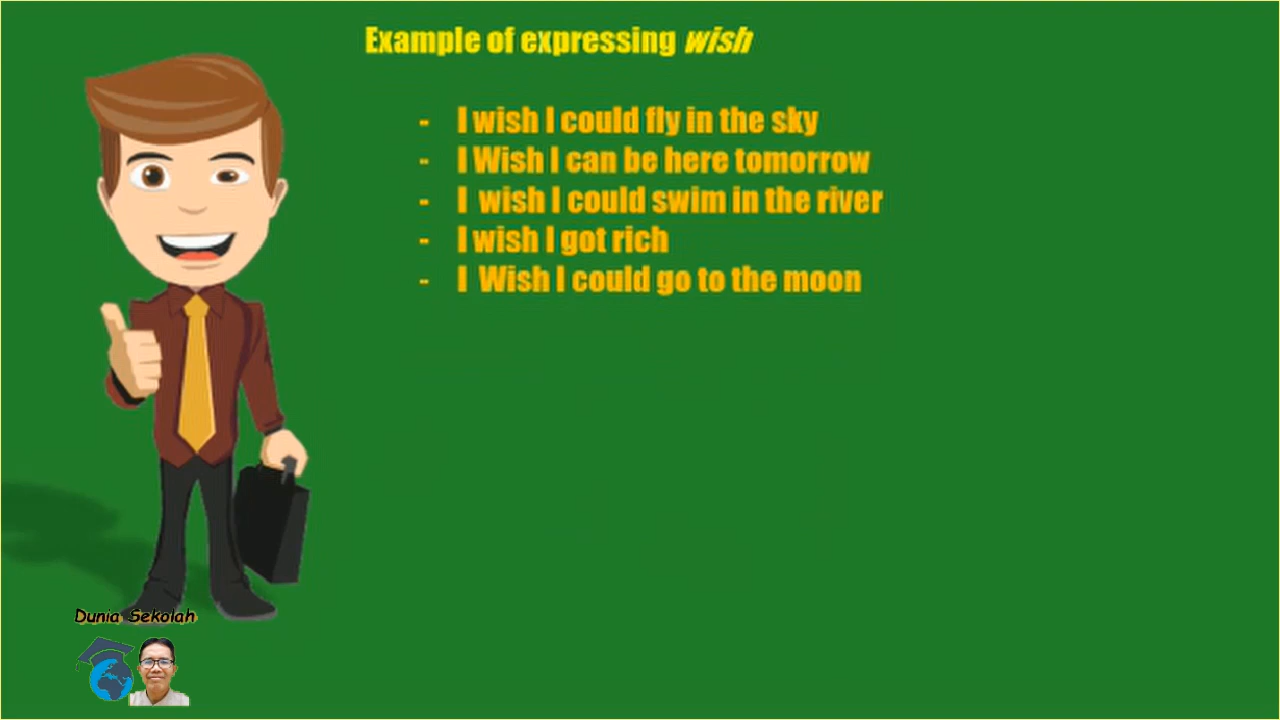 Example of expressing wish
- I wish I could fly in the sky
- I Wish I can be here tomorrow
- I wish I could swim in the river
- I wish I got rich
- I Wish I could go to the moon
Dunia Sekolah